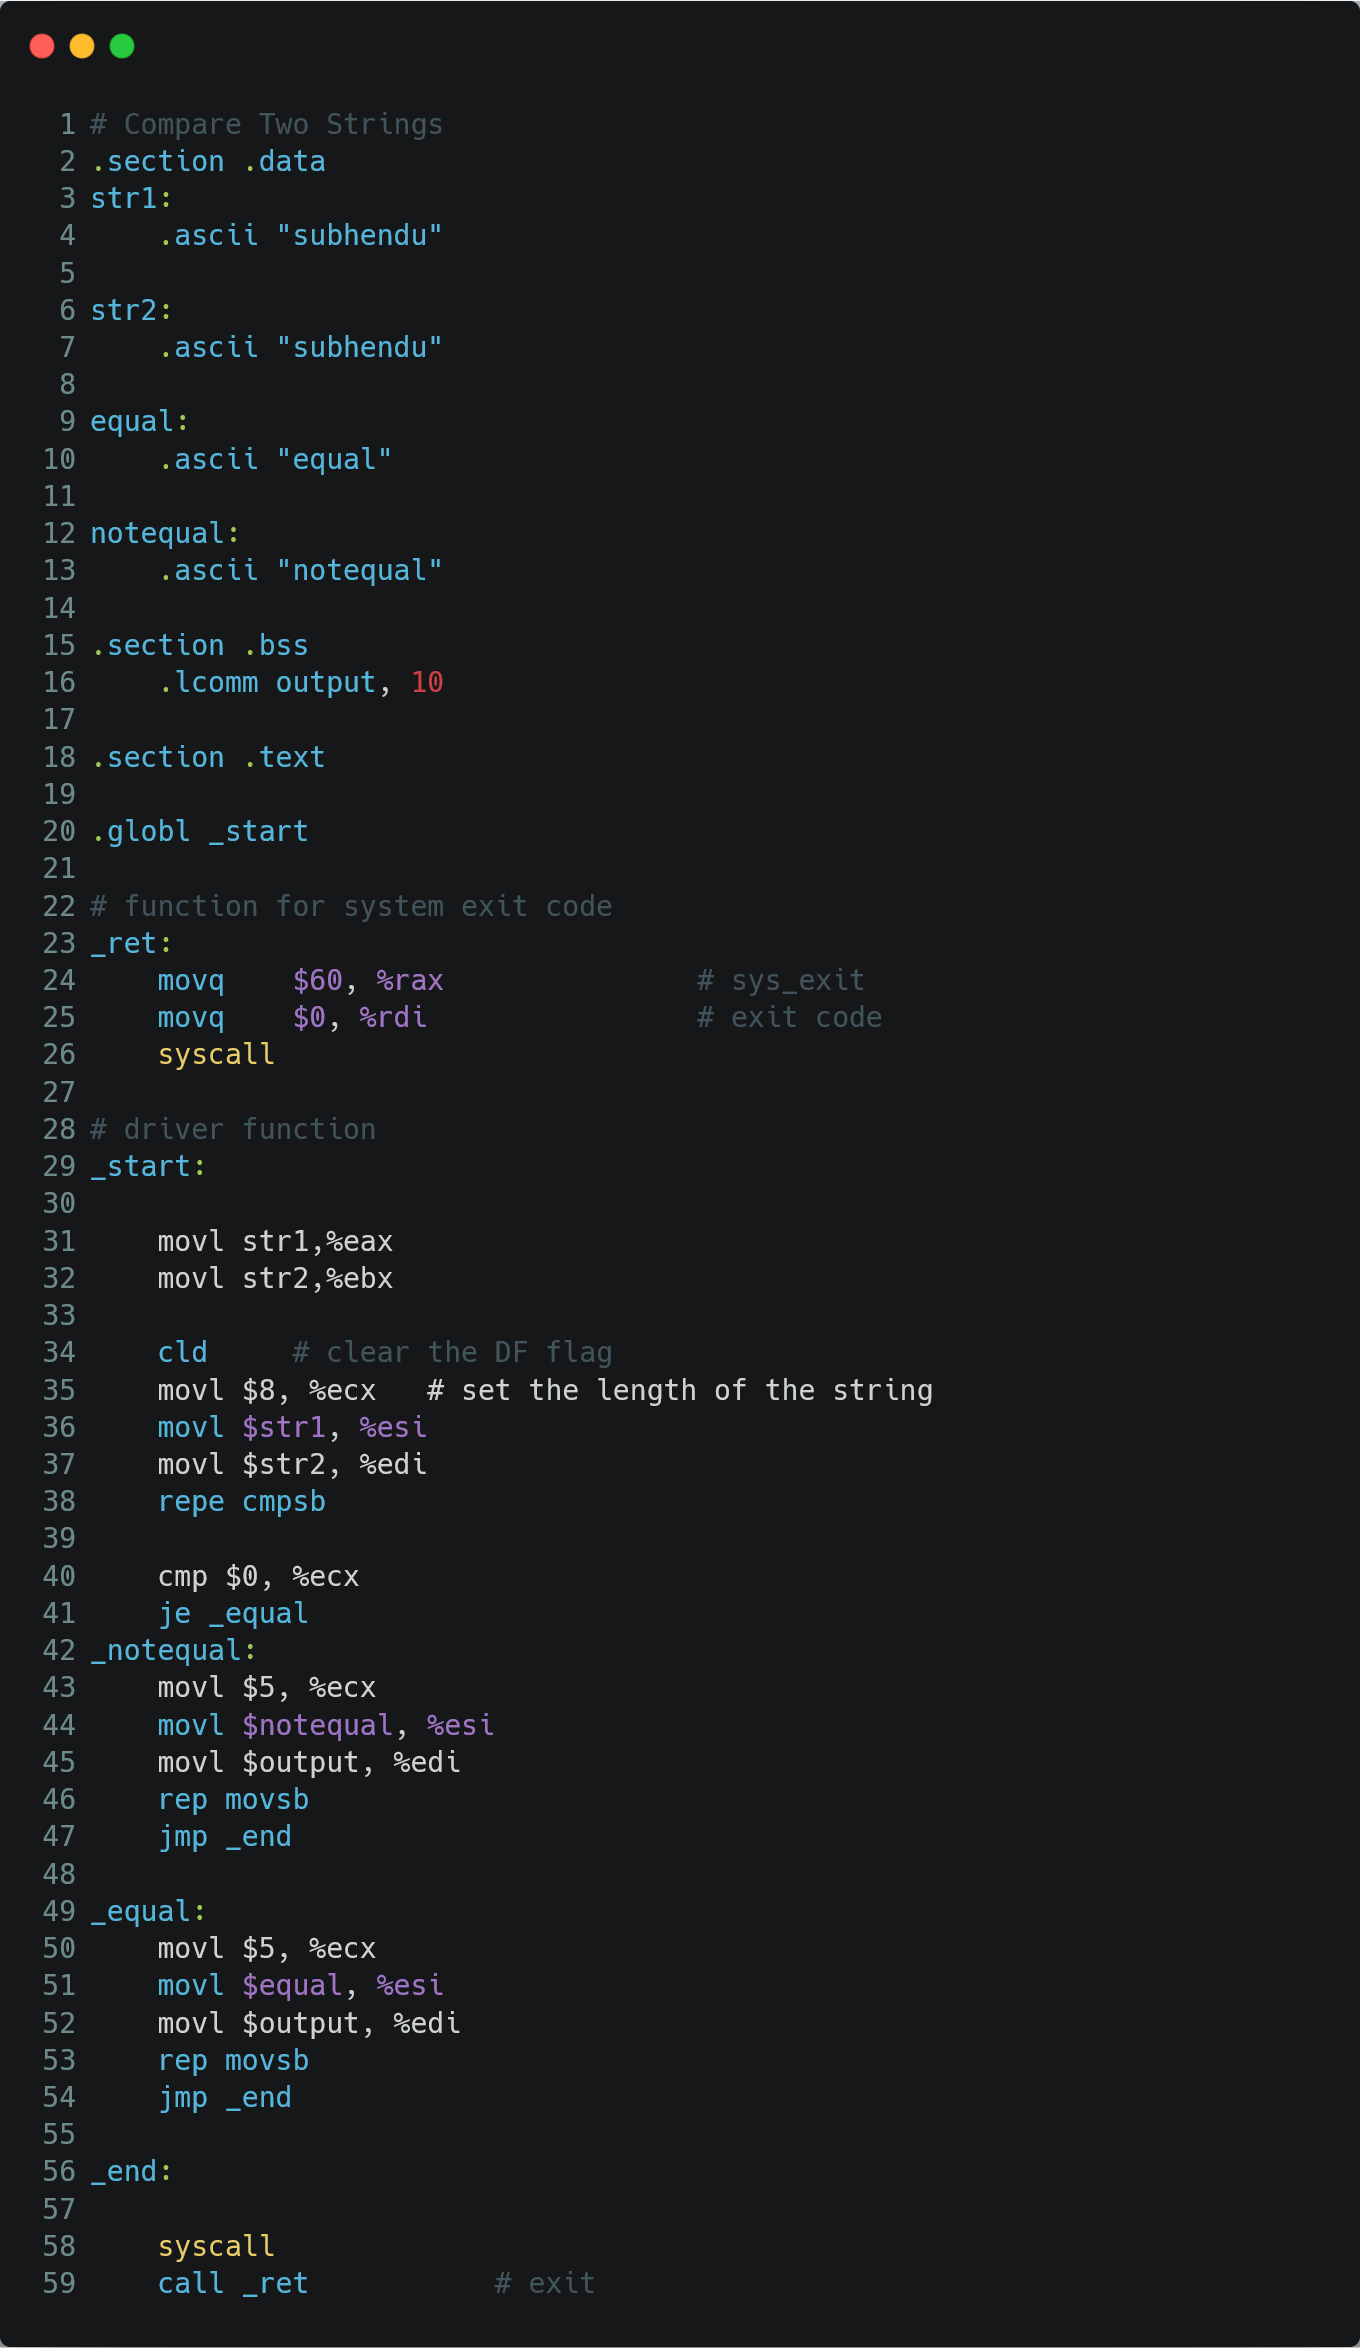 1 # Compare Two Strings
2 .section .data
3 str1:
4     .ascii "subhendu"
5
6 str2:
7     .ascii "subhendu"
8
9 equal:
10     .ascii "equal"
11
12 notequal:
13     .ascii "notequal"
14
15 .section .bss
16     .lcomm output, 10
17
18 .section .text
19
20 .globl _start
21
22 # function for system exit code
23 _ret:
24     movq    $60, %rax               # sys_exit
25     movq    $0, %rdi                # exit code
26     syscall
27
28 # driver function
29 _start:
30
31     movl str1,%eax
32     movl str2,%ebx
33
34     cld     # clear the DF flag
35     movl $8, %ecx   # set the length of the string
36     movl $str1, %esi
37     movl $str2, %edi
38     repe cmpsb
39
40     cmp $0, %ecx
41     je _equal
42 _notequal:
43     movl $5, %ecx
44     movl $notequal, %esi
45     movl $output, %edi
46     rep movsb
47     jmp _end
48
49 _equal:
50     movl $5, %ecx
51     movl $equal, %esi
52     movl $output, %edi
53     rep movsb
54     jmp _end
55
56 _end:
57
58     syscall
59     call _ret           # exit